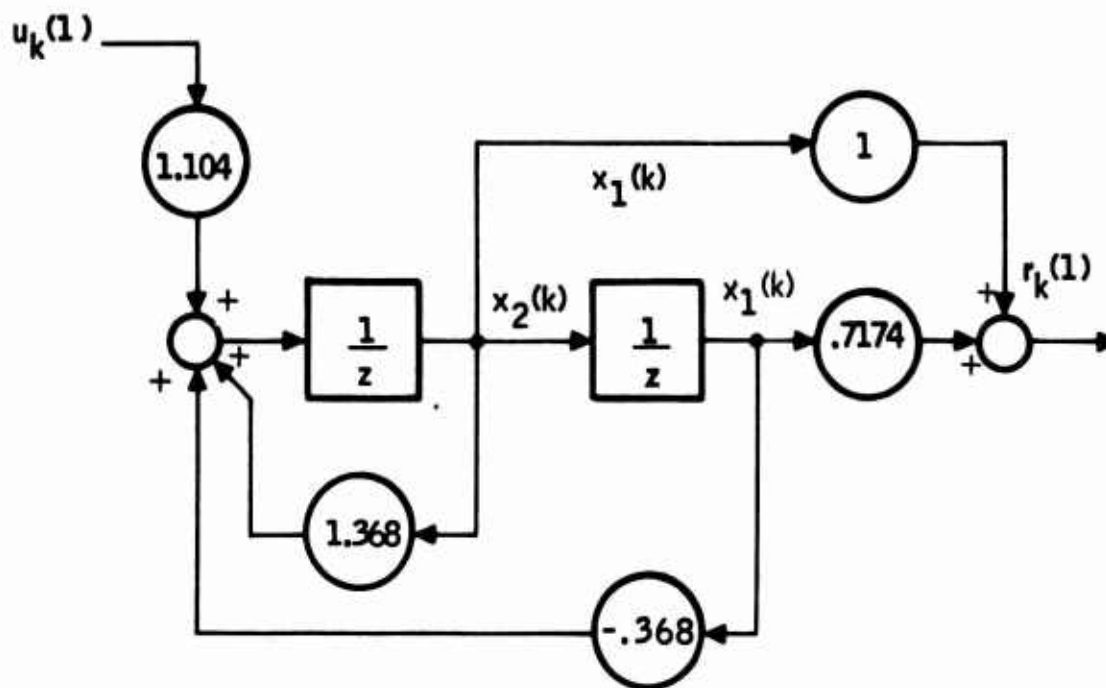 u_k(1)
1.104
1
x_1(k)
r_k(1)
+
x_2(k)
x_1(k)
+
1
z
1
z
.7174
+
+
+
1.368
-.368